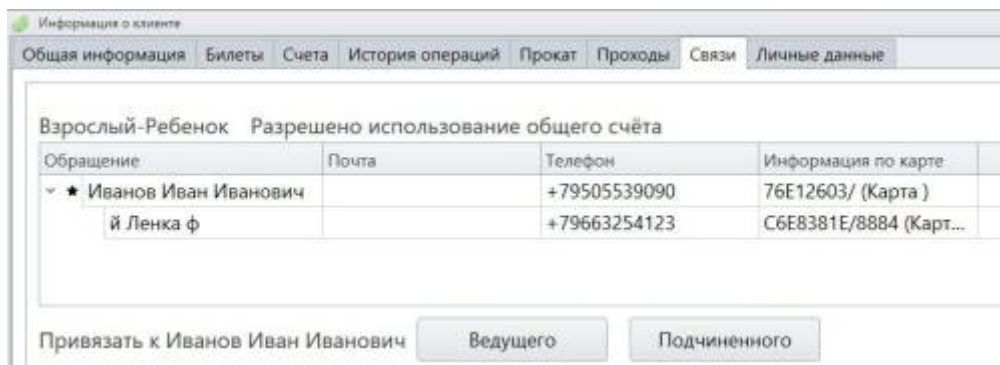 Информация о клиенте
Общая информация Билеты Счета История операций Прокат Проходы Связи Личные данные
Взрослый-Ребенок Разрешено использование общего счёта
Обращение Почта Телефон Информация по карте
Иванов Иван Иванович +79505539090 76E12603/ (Карта )
й Ленка ф +79663254123 C6E8381E/8884 (Карт...
Привязать к Иванов Иван Иванович Ведущего Подчиненного